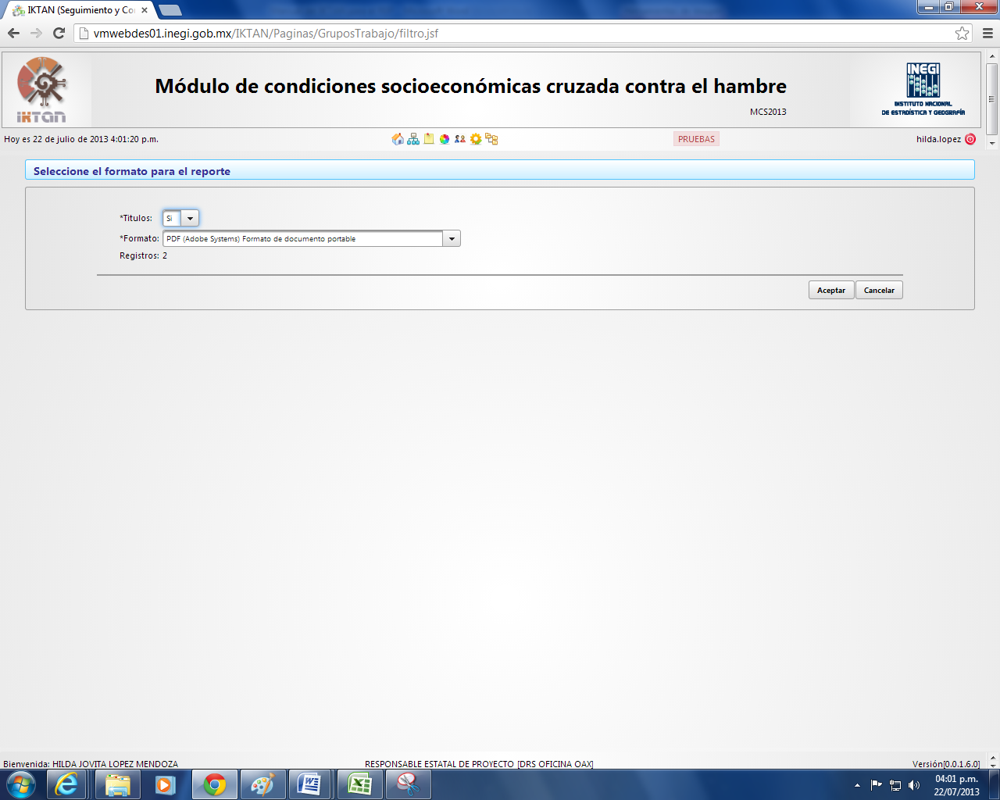 IKTAN (Seguimiento y Co
vmwebdes01.inegi.gob.mx/IKTAN/Paginas/GruposTrabajo/filtro.jsf
iKTAN
Módulo de condiciones socioeconómicas cruzada contra el hambre
MCS2013
INEGI
INSTITUTO NACIONAL
DE ESTADÍSTICA Y GEOGRAFÍA
Hoy es 22 de julio de 2013 4:01:20 p.m.
PRUEBAS
hilda.lopez
Seleccione el formato para el reporte
*Titulos: Si
*Formato: PDF (Adobe Systems) Formato de documento portable
Registros: 2
Aceptar Cancelar
Bienvenida: HILDA JOVITA LOPEZ MENDOZA
RESPONSABLE ESTATAL DE PROYECTO [DRS OFICINA OAX]
Versión[0.0.1.6.0]
04:01 p.m.
22/07/2013